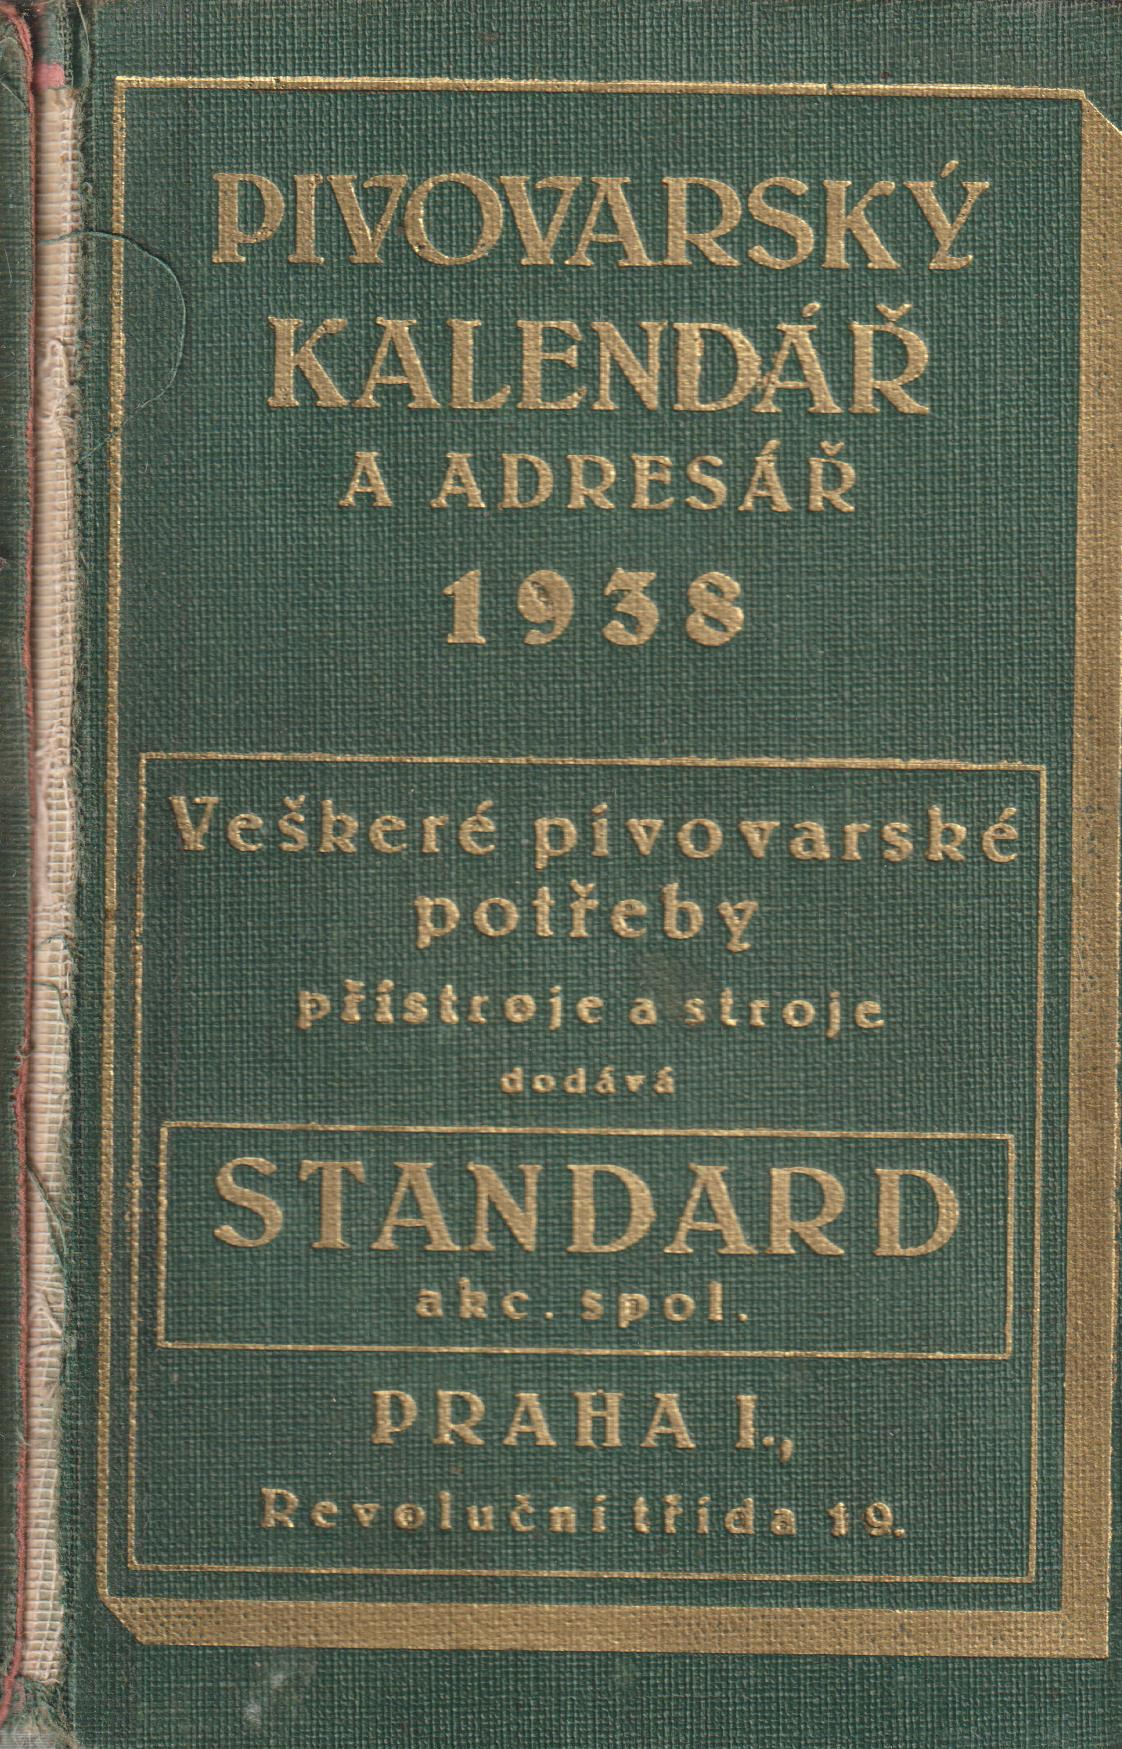 PIVOVARSKÝ
KALENDÁŘ
A ADRESÁŘ
1938
Veškeré pivovarské
potřeby
přístroje a stroje
dodává
STANDARD
akc. spol.
PRAHA I.,
Revoluční třída 19.